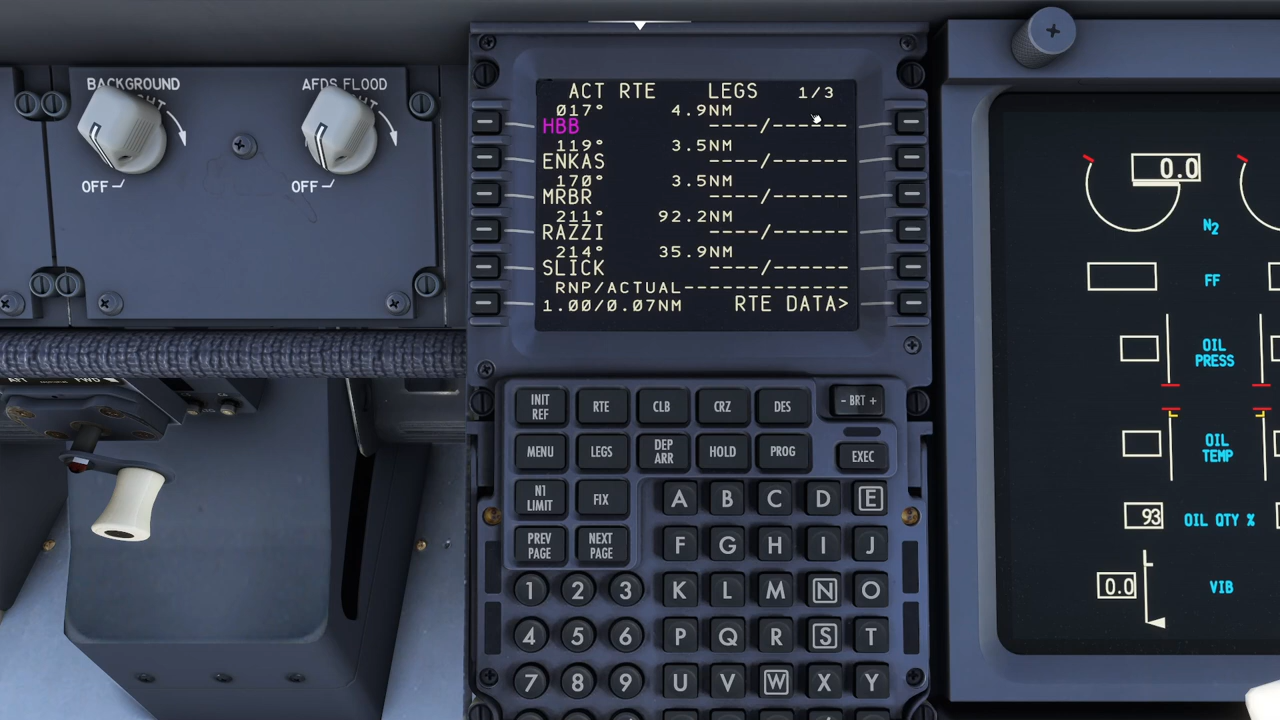 BACKGROUND
GHT
OFF
AFDS FLOOD
GHT
OFF
ACT RTE LEGS 1/3
017° 4.9NM
HBB ----/------
119° 3.5NM
ENKAS ----/------
170° 3.5NM
MRBR ----/------
211° 92.2NM
RAZZI ----/------
214° 35.9NM
SLICK ----/------
RNP/ACTUAL-------------
1.00/0.07NM RTE DATA>
INIT REF
RTE
CLB
CRZ
DES
- BRT +
MENU
LEGS
DEP ARR
HOLD
PROG
EXEC
N1 LIMIT
FIX
PREV PAGE
NEXT PAGE
A B C D E
F G H I J
1 2 3 K L M N O
4 5 6 P Q R S T
7 8 9 U V W X Y
FWD
0.0
N2
FF
OIL PRESS
OIL TEMP
93 OIL QTY %
0.0 VIB